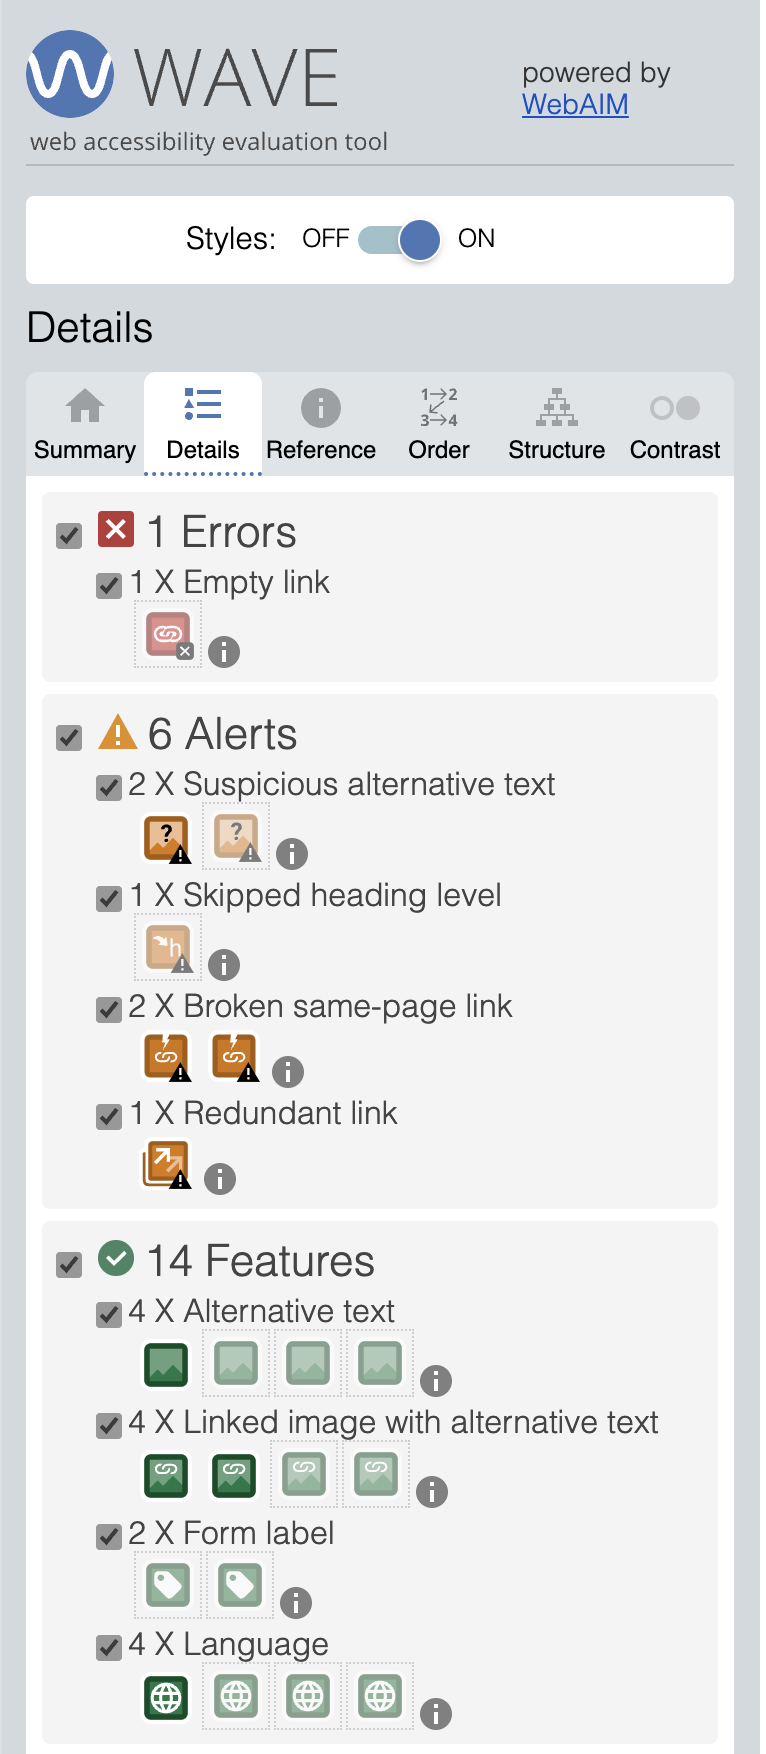 WAVE
powered by
WebAIM
web accessibility evaluation tool
Styles: OFF ON
Details
1→2
3→4
Summary Details Reference Order Structure Contrast
1 Errors
1 X Empty link
6 Alerts
2 X Suspicious alternative text
1 X Skipped heading level
h
2 X Broken same-page link
1 X Redundant link
14 Features
4 X Alternative text
4 X Linked image with alternative text
2 X Form label
4 X Language